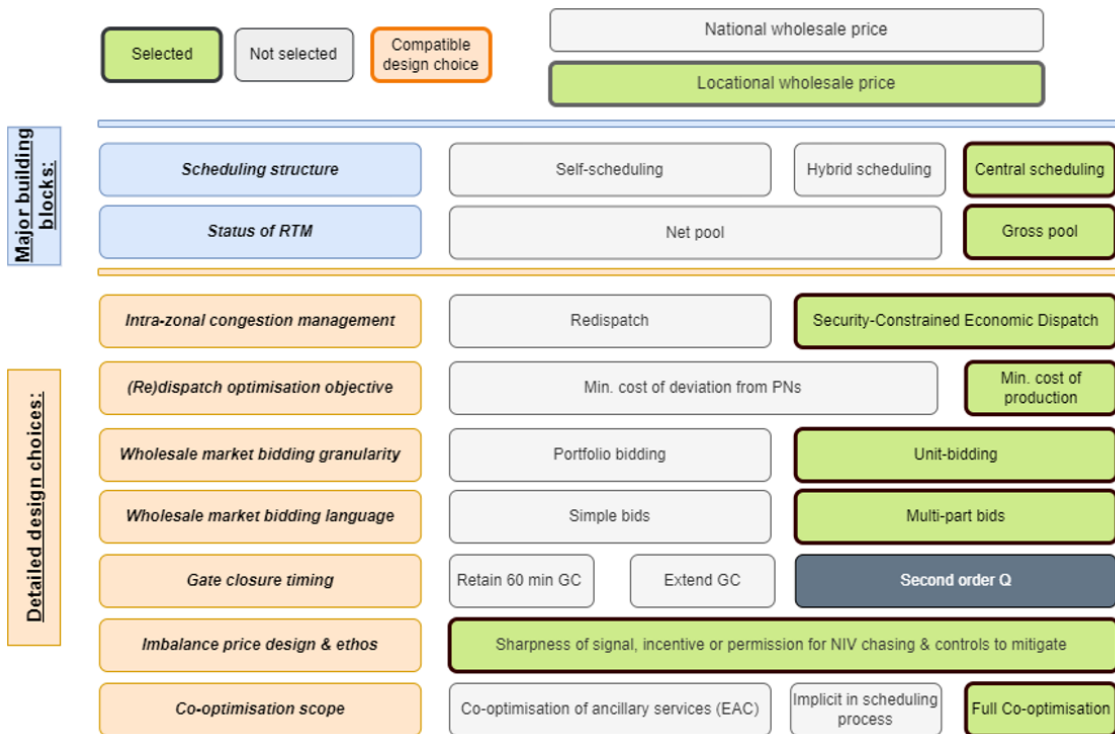 Selected
Not selected
Compatible
design choice
National wholesale price
Locational wholesale price
Major building
blocks:
Scheduling structure
Self-scheduling
Hybrid scheduling
Central scheduling
Status of RTM
Net pool
Gross pool
Detailed design choices:
Intra-zonal congestion management
Redispatch
Security-Constrained Economic Dispatch
(Re)dispatch optimisation objective
Min. cost of deviation from PNs
Min. cost of
production
Wholesale market bidding granularity
Portfolio bidding
Unit-bidding
Wholesale market bidding language
Simple bids
Multi-part bids
Gate closure timing
Retain 60 min GC
Extend GC
Second order Q
Imbalance price design & ethos
Sharpness of signal, incentive or permission for NIV chasing & controls to mitigate
Co-optimisation scope
Co-optimisation of ancillary services (EAC)
Implicit in scheduling
process
Full Co-optimisation